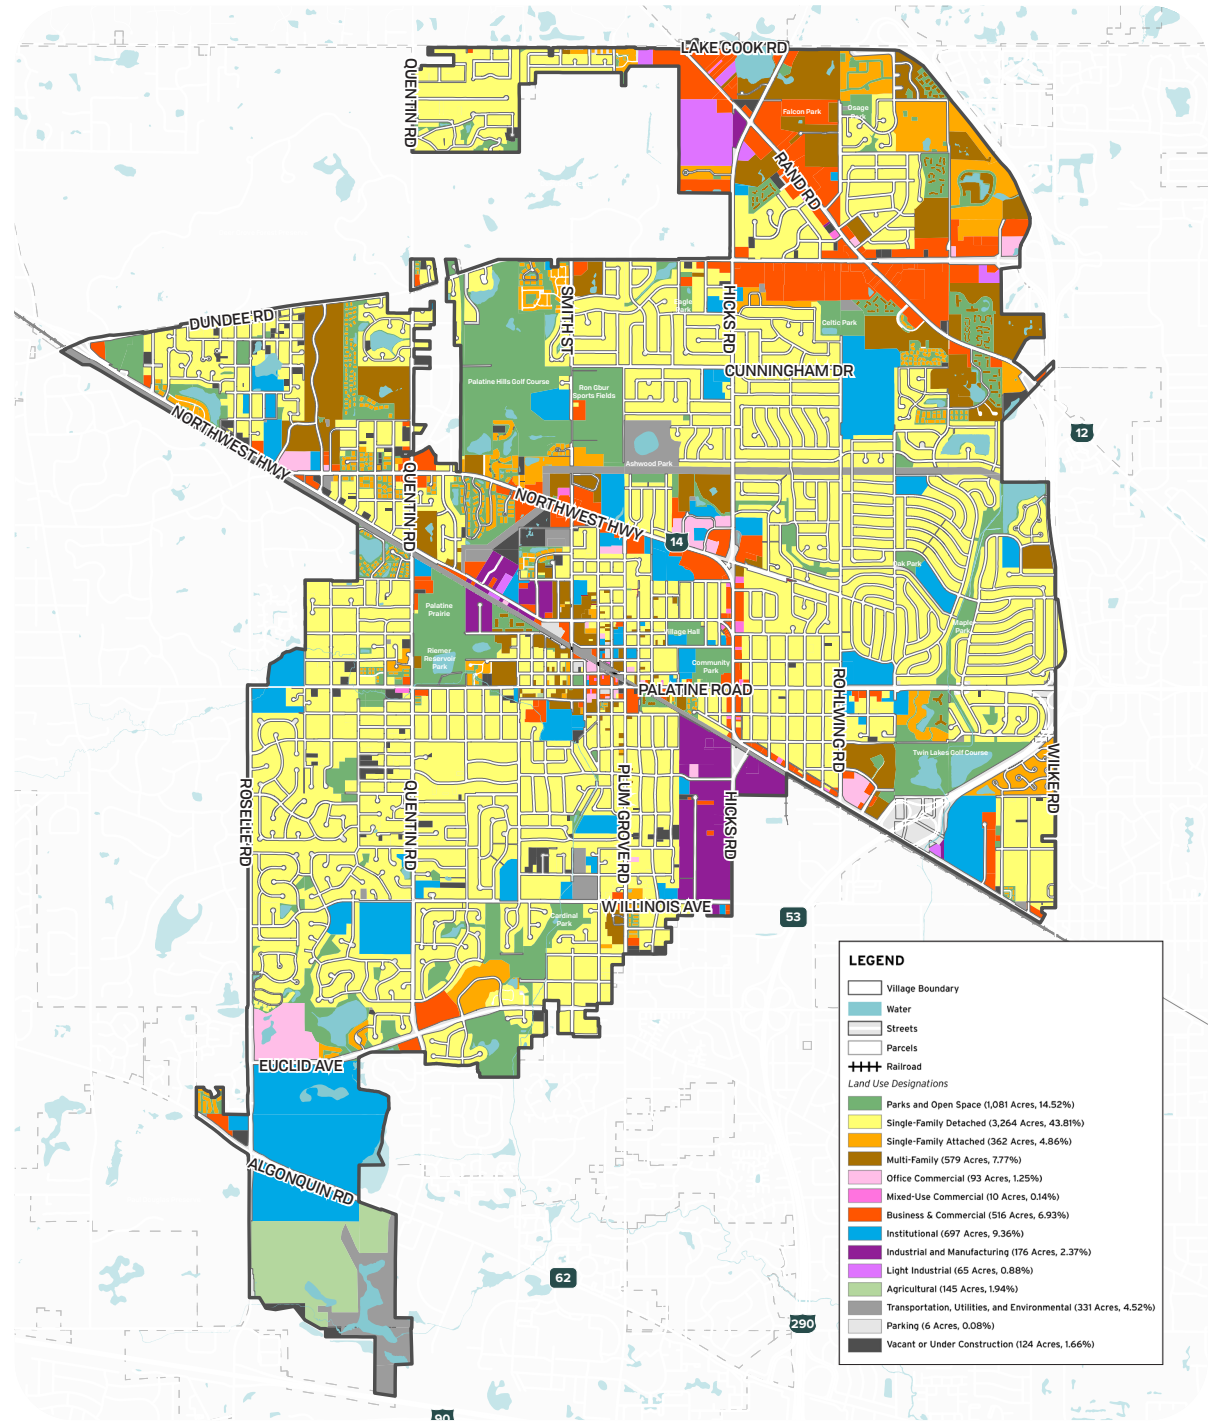 LAKE COOK RD
QUENTIN RD
Falcon Park
Osage
Park
RAND RD
DUNDEE RD
SMITH ST
HICKS RD
Eagle
Park
Celtic Park
CUNNINGHAM DR
Palatine Hills Golf Course
Ron Gbur
Sports Fields
NORTHWEST HWY
12
QUENTIN RD
Ashwood Park
NORTHWEST HWY
14
Oak Park
Palatine
Prairie
Maple
Park
Village Hall
Riemer
Reservoir
Park
Community
Park
PALATINE ROAD
ROHLWING RD
Twin Lakes Golf Course
WILKE RD
ROSELLE RD
QUENTIN RD
PLUM GROVE RD
HICKS RD
W ILLINOIS AVE
Cardinal
Park
53
EUCLID AVE
ALGONQUIN RD
62
290
90
LEGEND
Village Boundary
Water
Streets
Parcels
Railroad
Land Use Designations
Parks and Open Space (1,081 Acres, 14.52%)
Single-Family Detached (3,264 Acres, 43.81%)
Single-Family Attached (362 Acres, 4.86%)
Multi-Family (579 Acres, 7.77%)
Office Commercial (93 Acres, 1.25%)
Mixed-Use Commercial (10 Acres, 0.14%)
Business & Commercial (516 Acres, 6.93%)
Institutional (697 Acres, 9.36%)
Industrial and Manufacturing (176 Acres, 2.37%)
Light Industrial (65 Acres, 0.88%)
Agricultural (145 Acres, 1.94%)
Transportation, Utilities, and Environmental (331 Acres, 4.52%)
Parking (6 Acres, 0.08%)
Vacant or Under Construction (124 Acres, 1.66%)